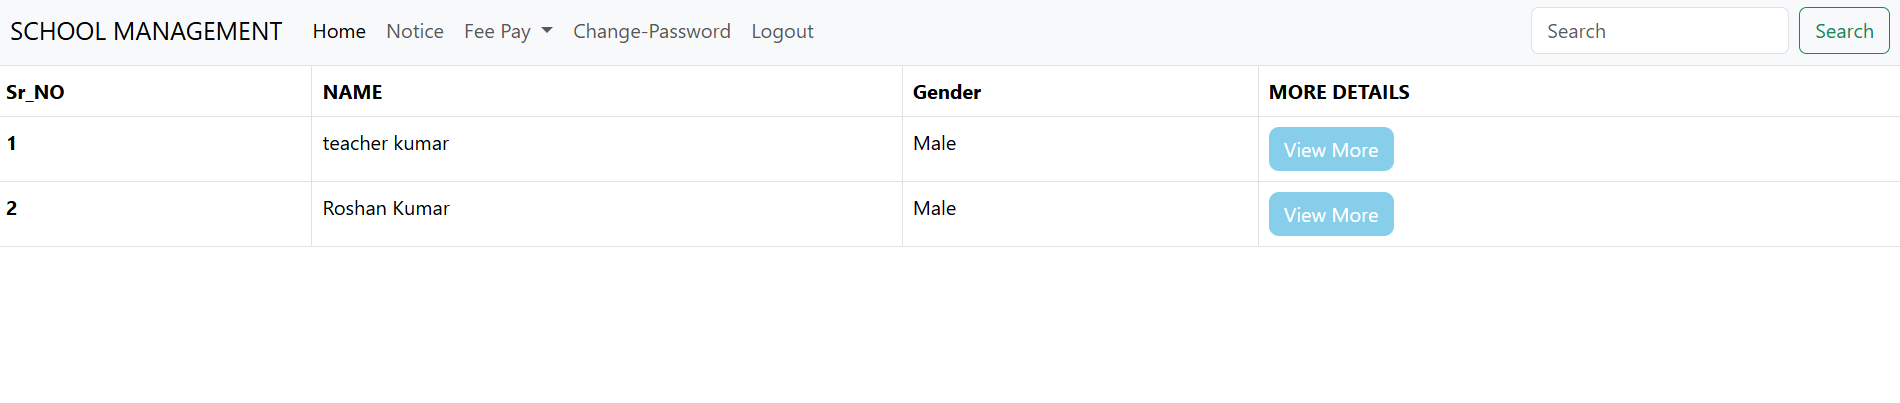 SCHOOL MANAGEMENT Home Notice Fee Pay Change-Password Logout Search Search
Sr_NO NAME Gender MORE DETAILS
1 teacher kumar Male View More
2 Roshan Kumar Male View More